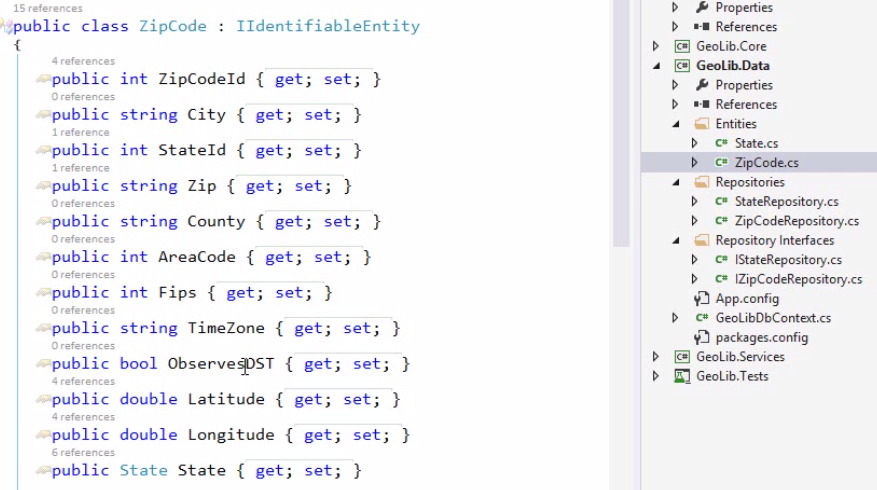 15 references
public class ZipCode : IIdentifiableEntity
{
4 references
public int ZipCodeId { get; set; }
0 references
public string City { get; set; }
1 reference
public int StateId { get; set; }
1 reference
public string Zip { get; set; }
0 references
public string County { get; set; }
0 references
public int AreaCode { get; set; }
0 references
public int Fips { get; set; }
0 references
public string TimeZone { get; set; }
0 references
public bool ObservesDST { get; set; }
4 references
public double Latitude { get; set; }
4 references
public double Longitude { get; set; }
6 references
public State State { get; set; }
Properties
References
C# GeoLib.Core
C# GeoLib.Data
Properties
References
Entities
C# State.cs
C# ZipCode.cs
Repositories
C# StateRepository.cs
C# ZipCodeRepository.cs
Repository Interfaces
C# IStateRepository.cs
C# IZipCodeRepository.cs
App.config
C# GeoLibDbContext.cs
packages.config
C# GeoLib.Services
GeoLib.Tests